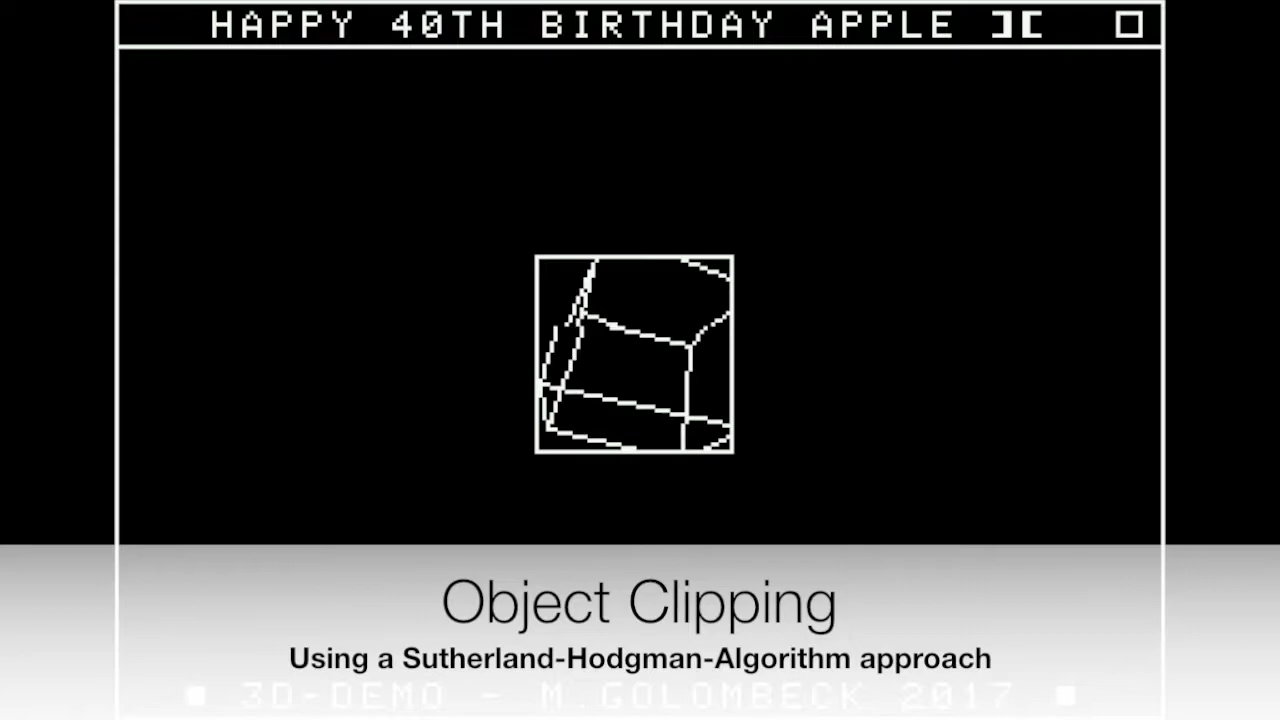 HAPPY 40TH BIRTHDAY APPLE ][
Object Clipping
Using a Sutherland-Hodgman-Algorithm approach
■ 3D-DEMO - M.GOLOMBECK 2017 ■